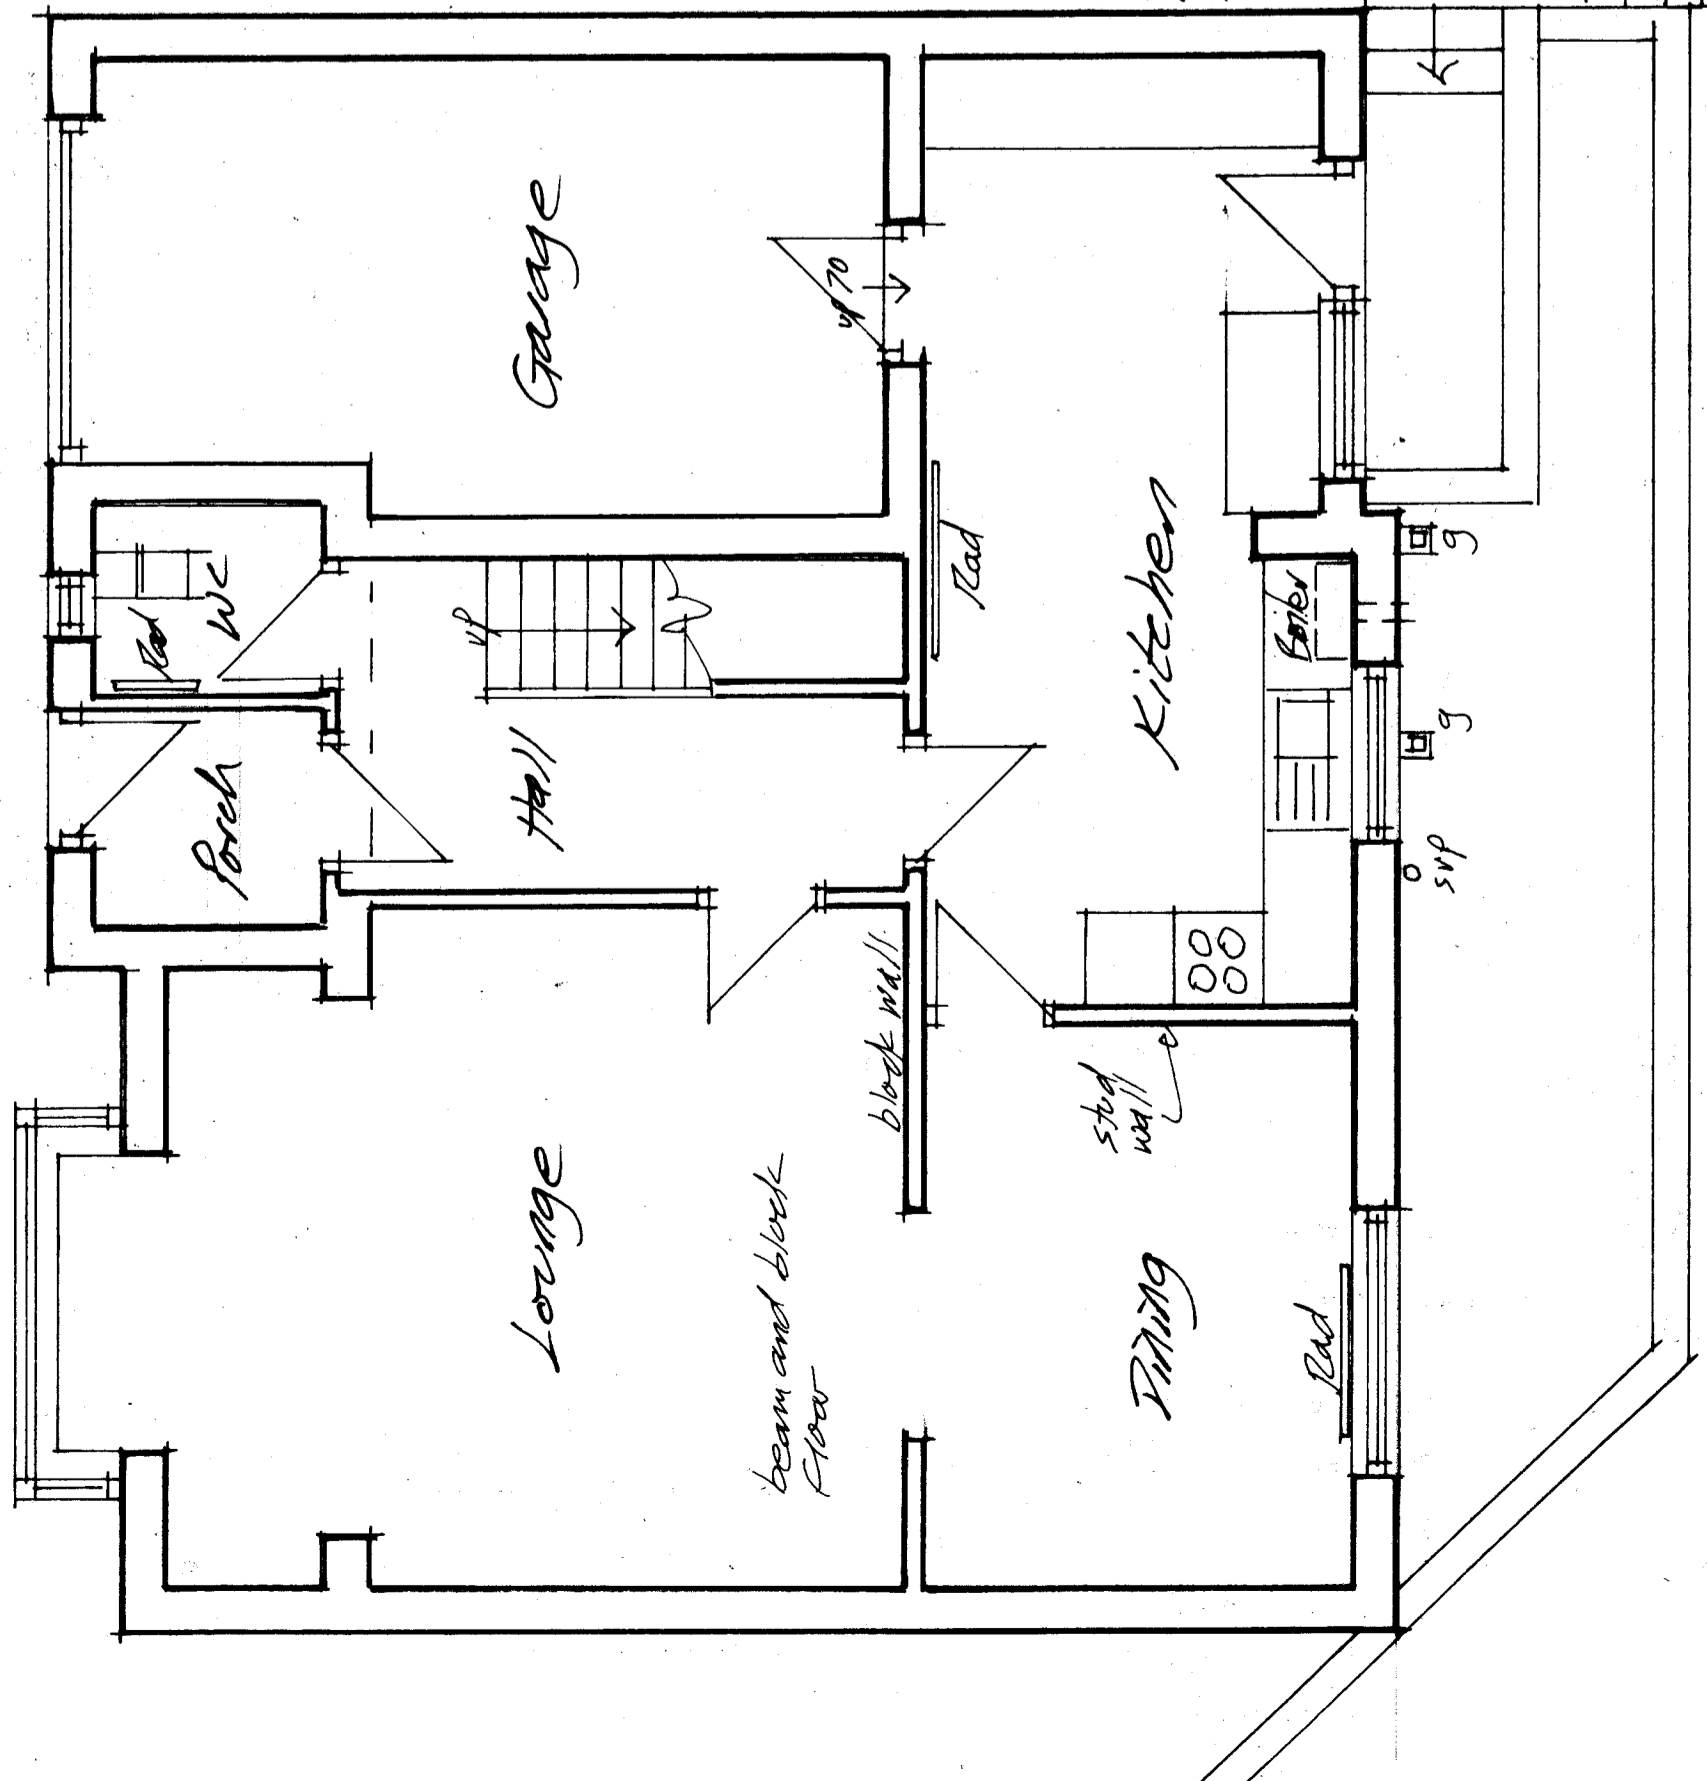 Garage
up 70
Rad
WC
Rad
up
Kitchen
Boiler
g
g
Porch
Hall
svp
block wall
stud
wall
Lounge
beam and block
floor
Dining
Rad